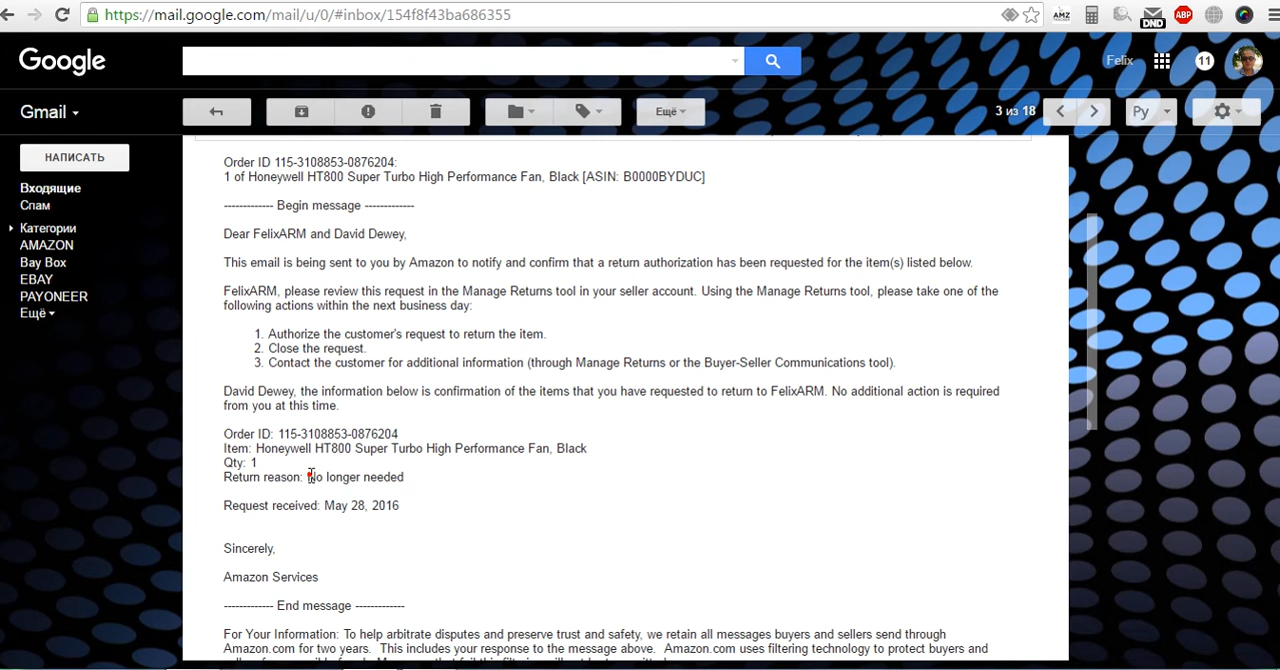 https://mail.google.com/mail/u/0/#inbox/154f8f43ba686355
AMZ
DND
ABP
Google
Felix
11
Gmail
Ещё
3 из 18
Ру
НАПИСАТЬ
Входящие
Спам
Категории
AMAZON
Bay Box
EBAY
PAYONEER
Ещё
Order ID 115-3108853-0876204:
1 of Honeywell HT800 Super Turbo High Performance Fan, Black [ASIN: B0000BYDUC]
------------- Begin message -------------
Dear FelixARM and David Dewey,
This email is being sent to you by Amazon to notify and confirm that a return authorization has been requested for the item(s) listed below.
FelixARM, please review this request in the Manage Returns tool in your seller account. Using the Manage Returns tool, please take one of the
following actions within the next business day:
1. Authorize the customer's request to return the item.
2. Close the request.
3. Contact the customer for additional information (through Manage Returns or the Buyer-Seller Communications tool).
David Dewey, the information below is confirmation of the items that you have requested to return to FelixARM. No additional action is required
from you at this time.
Order ID: 115-3108853-0876204
Item: Honeywell HT800 Super Turbo High Performance Fan, Black
Qty: 1
Return reason: No longer needed
Request received: May 28, 2016
Sincerely,
Amazon Services
------------- End message -------------
For Your Information: To help arbitrate disputes and preserve trust and safety, we retain all messages buyers and sellers send through
Amazon.com for two years. This includes your response to the message above. Amazon.com uses filtering technology to protect buyers and